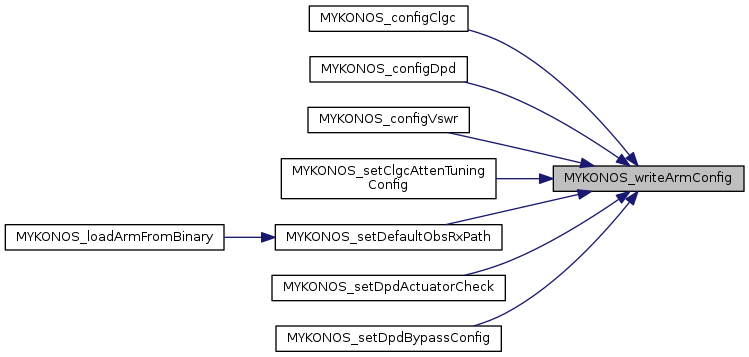 MYKONOS_configClgc
MYKONOS_configDpd
MYKONOS_configVswr
MYKONOS_setClgcAttenTuning
Config
MYKONOS_writeArmConfig
MYKONOS_loadArmFromBinary
MYKONOS_setDefaultObsRxPath
MYKONOS_setDpdActuatorCheck
MYKONOS_setDpdBypassConfig